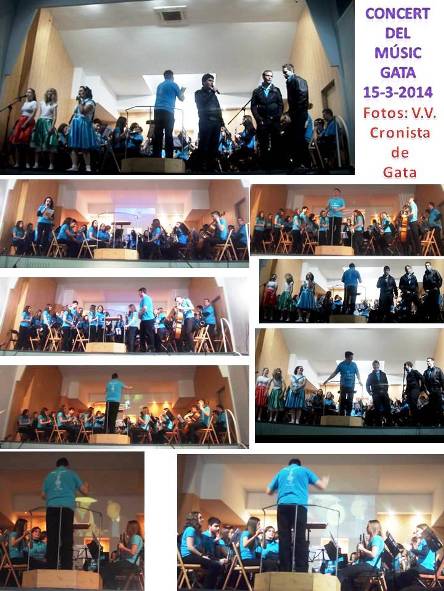 CONCERT
DEL
MÚSIC
GATA
15-3-2014
Fotos: V.V.
Cronista
de
Gata